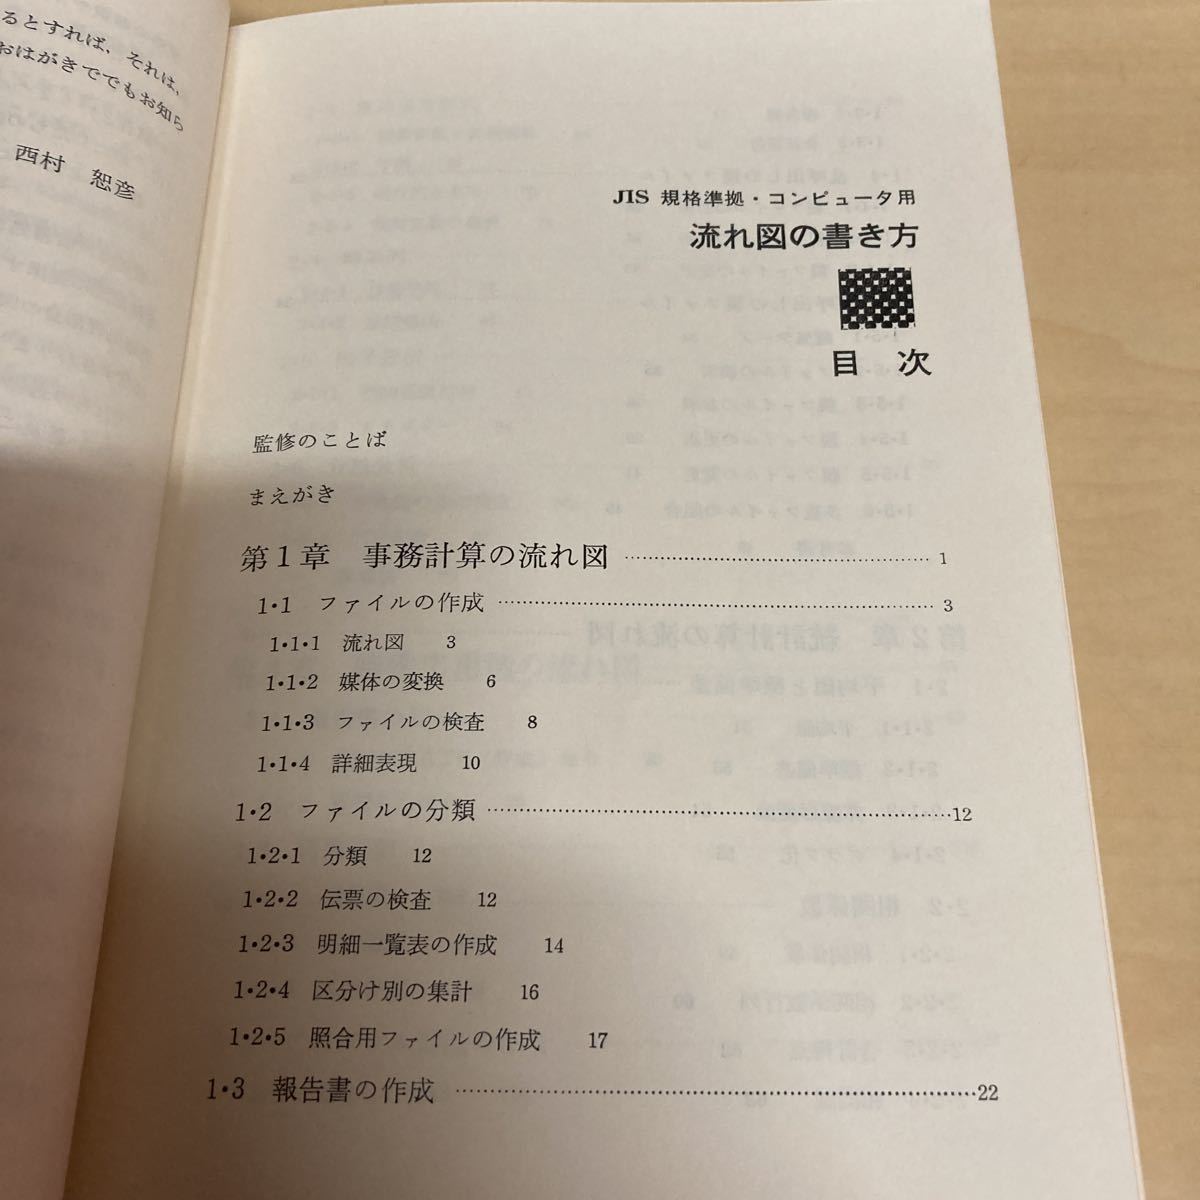 るとすれば，それは，
おはがきででもお知ら
西村 恕彦
JIS 規格準拠・コンピュータ用
流れ図の書き方
目 次
監修のことば
まえがき
第1章 事務計算の流れ図 …… 1
1・1 ファイルの作成 …… 3
1・1・1 流れ図 3
1・1・2 媒体の変換 6
1・1・3 ファイルの検査 8
1・1・4 詳細表現 10
1・2 ファイルの分類 …… 12
1・2・1 分類 12
1・2・2 伝票の検査 12
1・2・3 明細一覧表の作成 14
1・2・4 区分け別の集計 16
1・2・5 照合用ファイルの作成 17
1・3 報告書の作成 …… 22